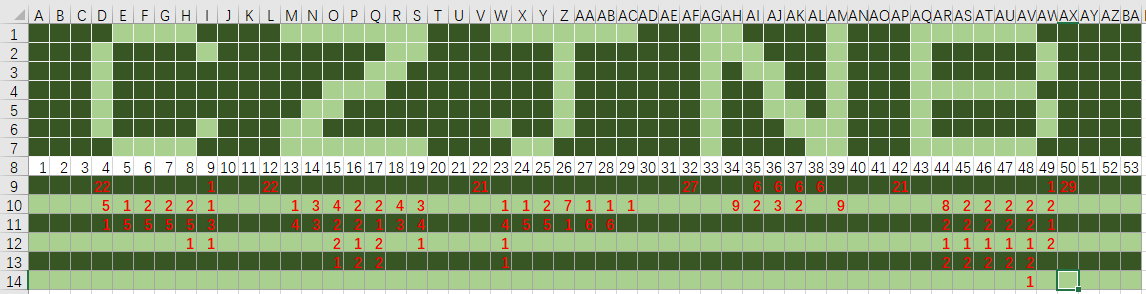 A B C D E F G H I J K L M N O P Q R S T U V W X Y Z AA AB AC AD AE AF AG AH AI AJ AK AL AM AN AO AP AQ AR AS AT AU AV AW AX AY AZ BA
CZJNE
1
2
3
4
5
6
7
8 1 2 3 4 5 6 7 8 9 10 11 12 13 14 15 16 17 18 19 20 21 22 23 24 25 26 27 28 29 30 31 32 33 34 35 36 37 38 39 40 41 42 43 44 45 46 47 48 49 50 51 52 53
9 22 1 12 21 27 6 6 6 6 21 1 29
10 5 1 2 2 2 1 1 3 4 2 2 4 3 1 1 2 7 1 1 1 9 2 3 2 9 8 2 2 2 2 2
11 1 5 5 5 5 3 4 3 2 2 1 3 4 4 5 5 1 6 6 2 2 2 2 2 1
12 1 1 2 1 2 1 1 1 1 1 1 1 2
13 1 2 2 1 2 2 2 2 2
14 1